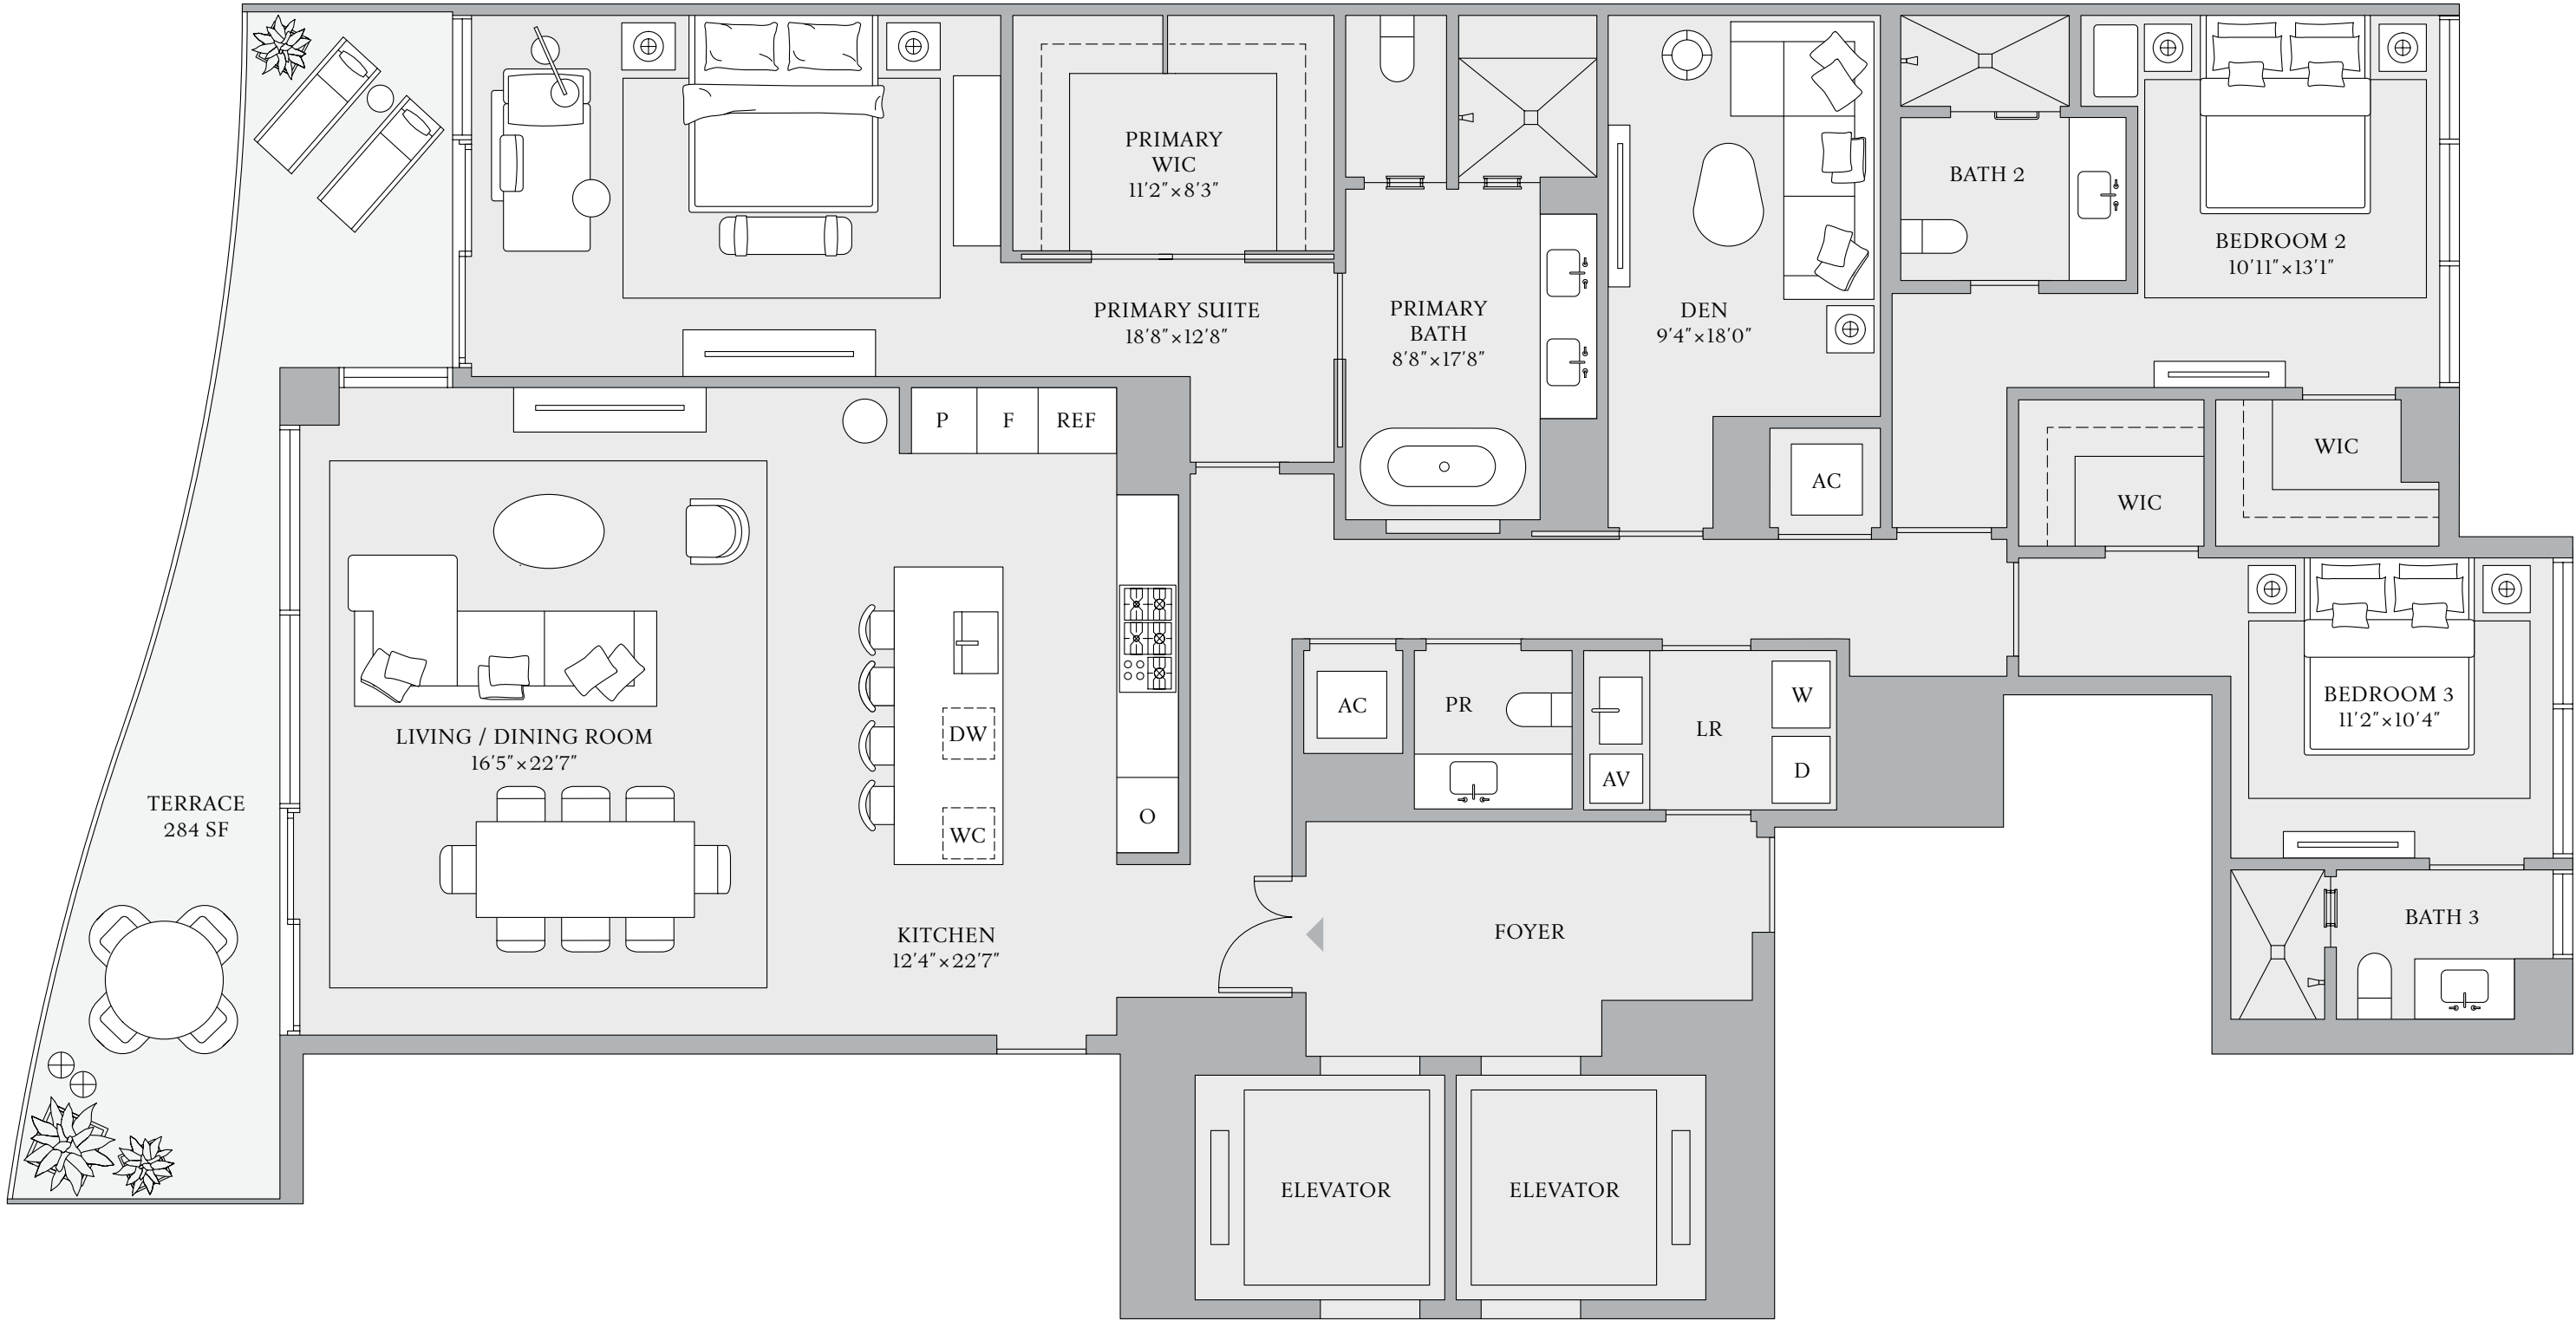 PRIMARY
WIC
11'2"×8'3"
BATH 2
BEDROOM 2
10'11"×13'1"
PRIMARY SUITE
18'8"×12'8"
PRIMARY
BATH
8'8"×17'8"
DEN
9'4"×18'0"
P
F
REF
AC
WIC
WIC
LIVING / DINING ROOM
16'5"×22'7"
DW
WC
O
AC
PR
LR
W
D
AV
BEDROOM 3
11'2"×10'4"
TERRACE
284 SF
KITCHEN
12'4"×22'7"
FOYER
BATH 3
ELEVATOR
ELEVATOR